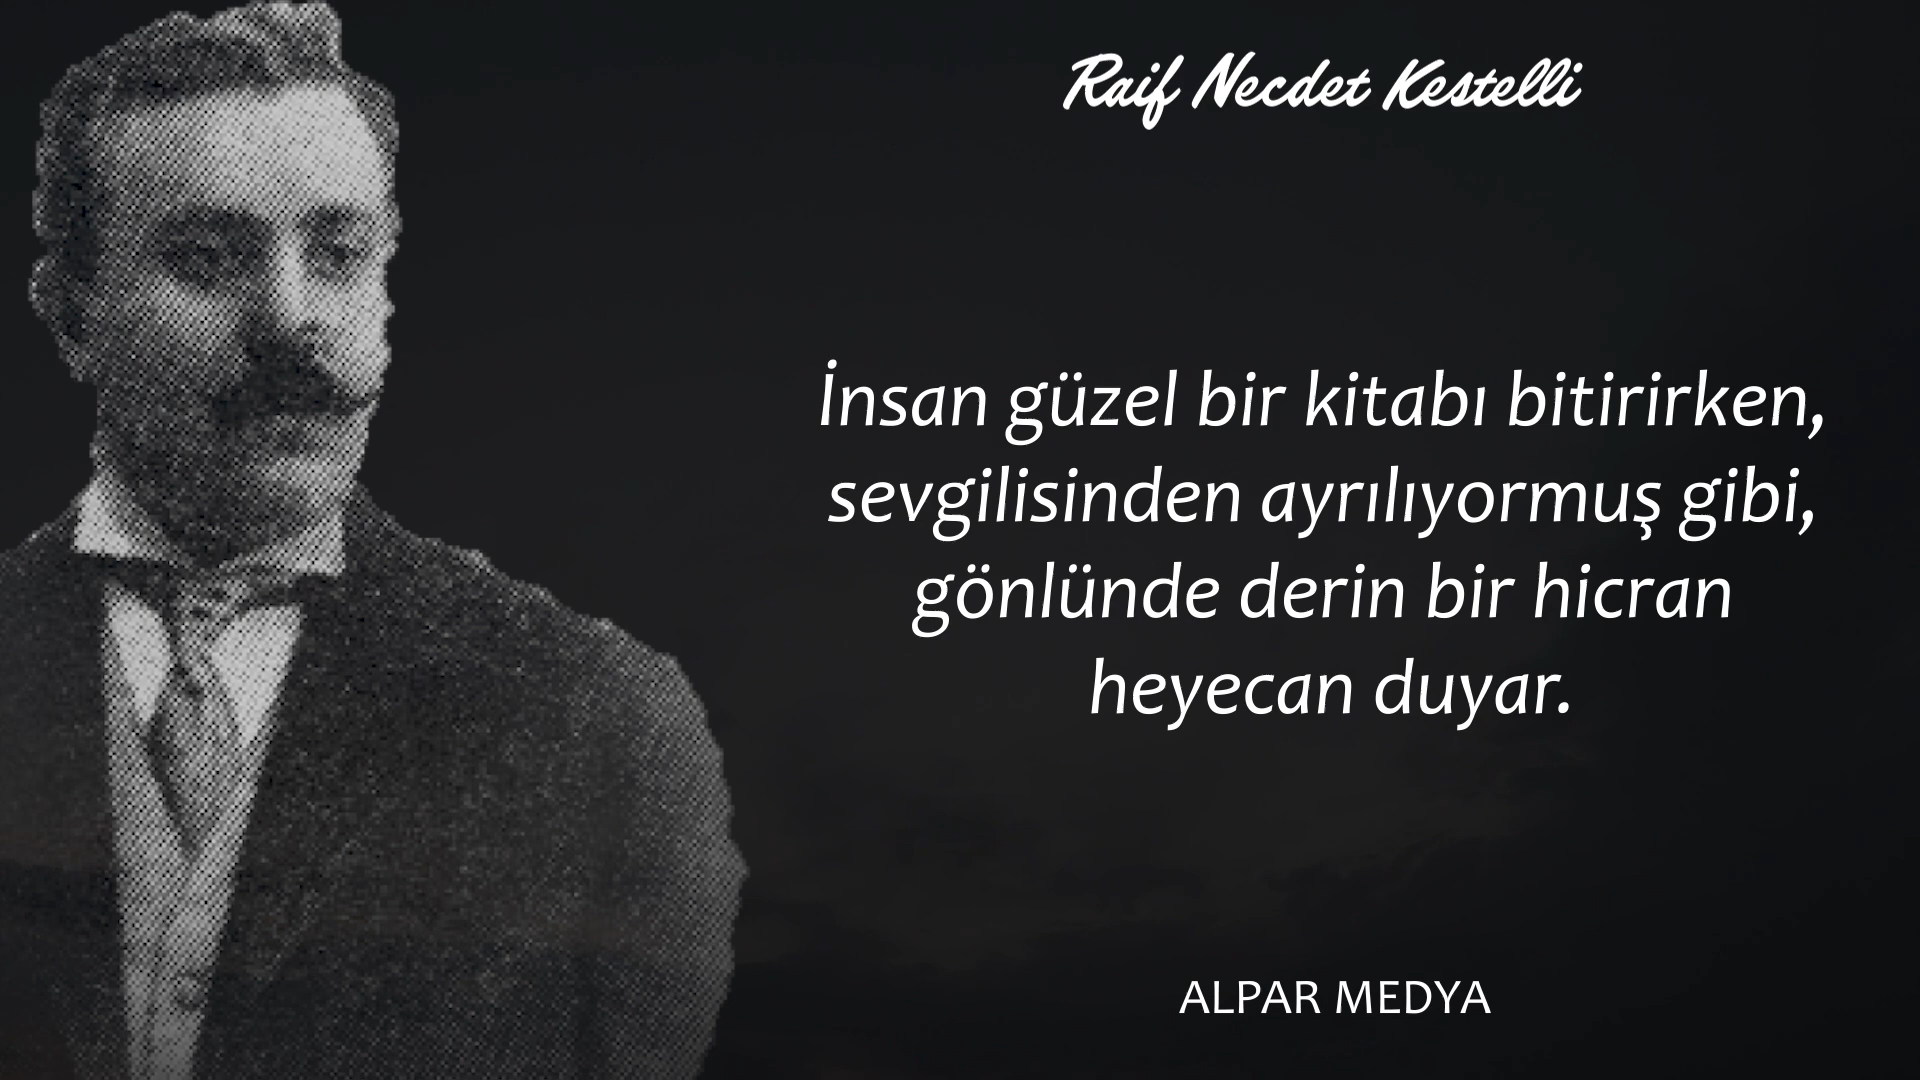 Raif Necdet Kestelli
İnsan güzel bir kitabı bitirirken,
sevgilisinden ayrılıyormuş gibi,
gönlünde derin bir hicran
heyecan duyar.
ALPAR MEDYA